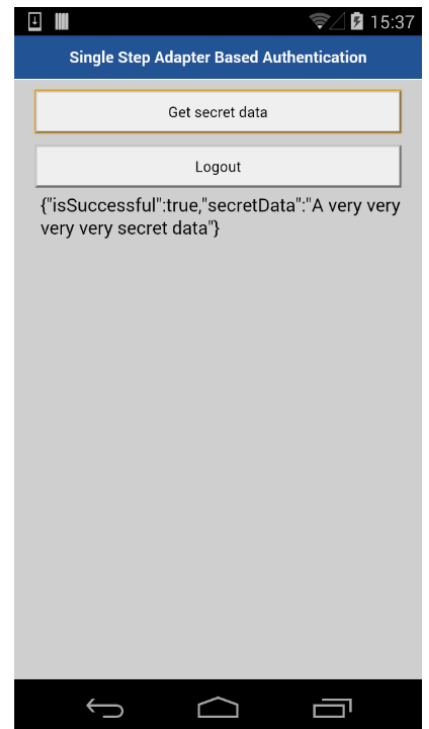 15:37
Single Step Adapter Based Authentication
Get secret data
Logout
{"isSuccessful":true,"secretData":"A very very
very very secret data"}